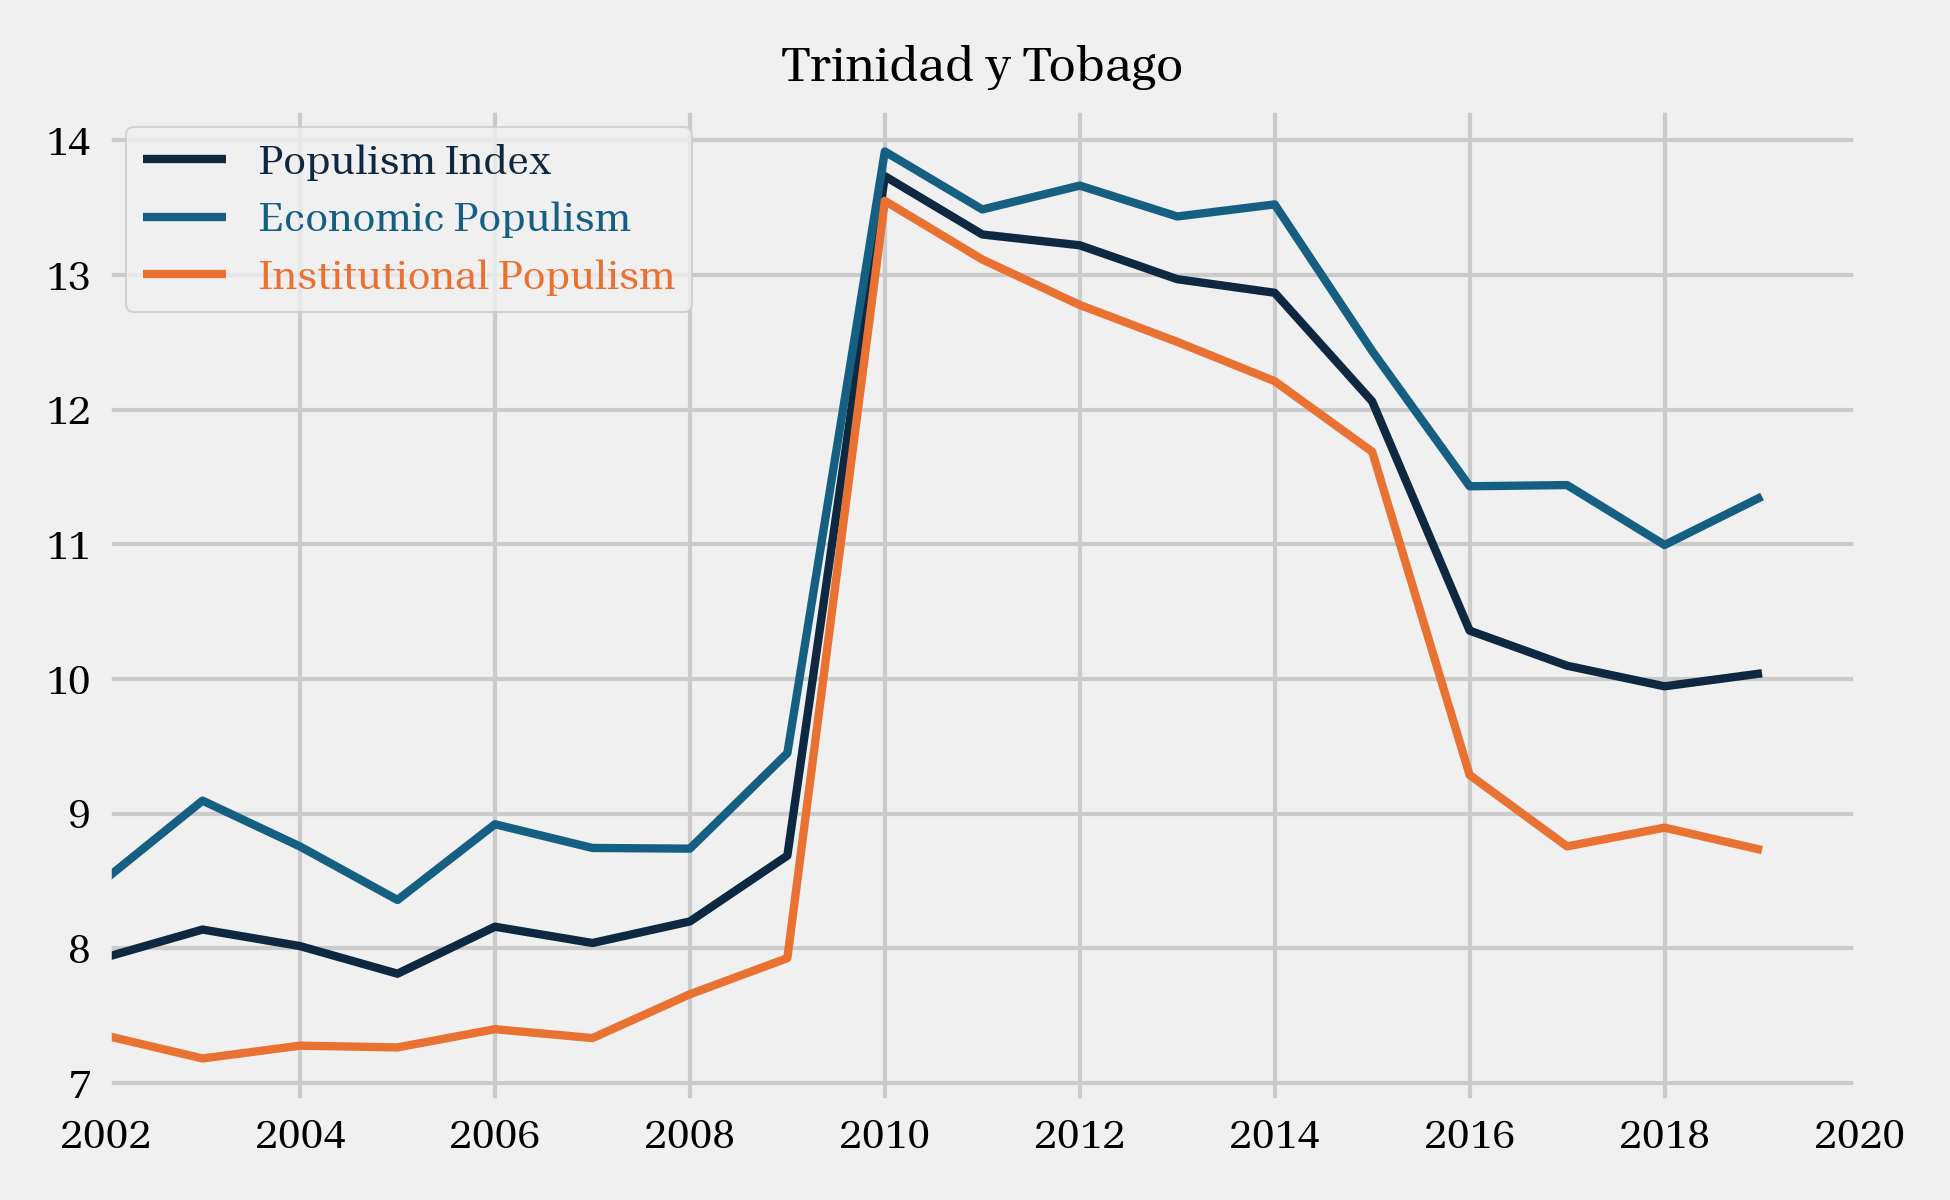 Trinidad y Tobago
14
13
12
11
10
9
8
7
Populism Index
Economic Populism
Institutional Populism
2002 2004 2006 2008 2010 2012 2014 2016 2018 2020